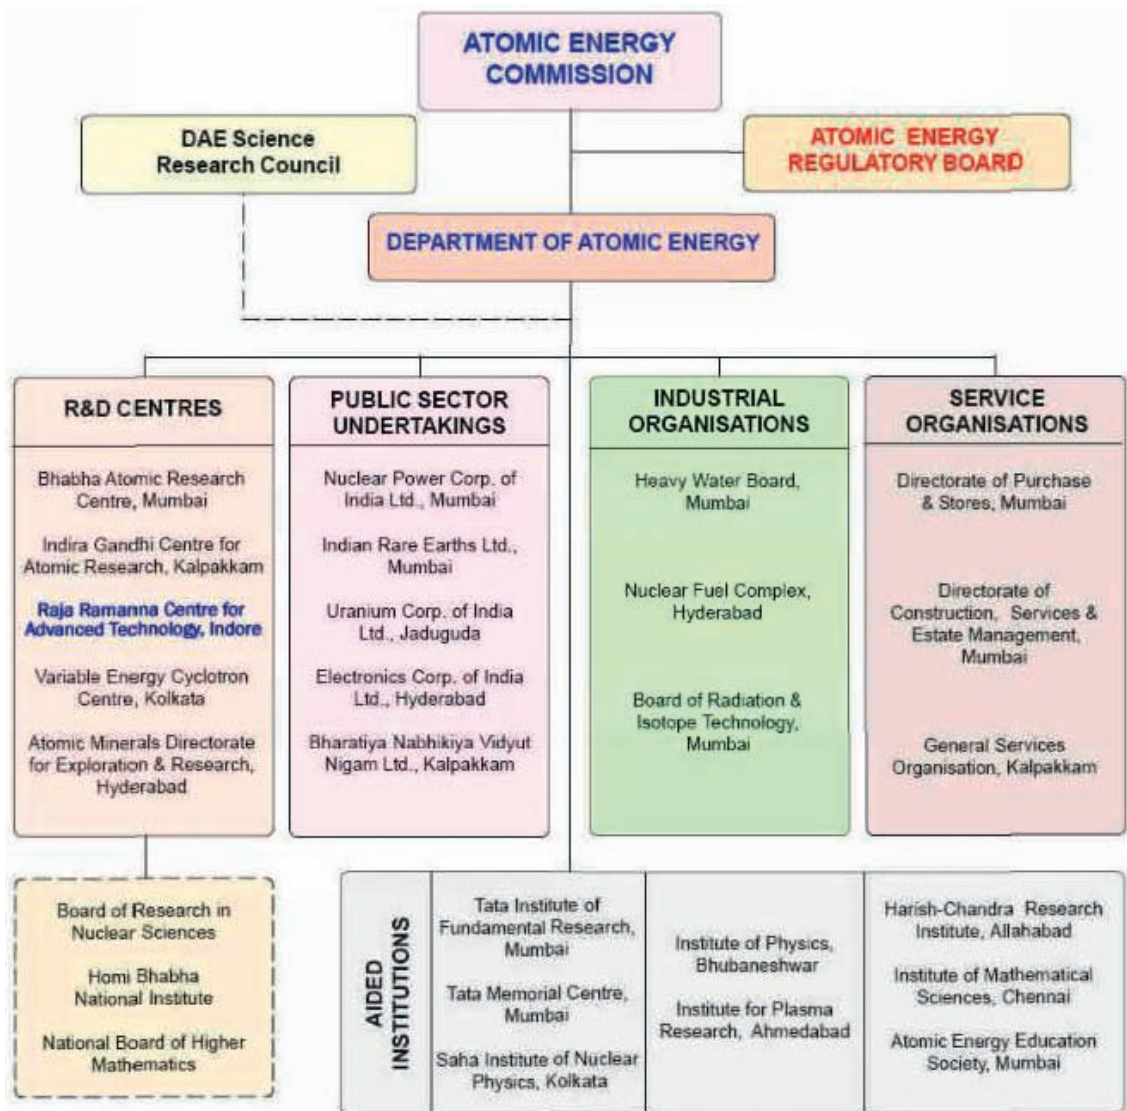 ATOMIC ENERGY
COMMISSION
DAE Science
Research Council
ATOMIC ENERGY
REGULATORY BOARD
DEPARTMENT OF ATOMIC ENERGY
R&D CENTRES
Bhabha Atomic Research
Centre, Mumbai
Indira Gandhi Centre for
Atomic Research, Kalpakkam
Raja Ramanna Centre for
Advanced Technology, Indore
Variable Energy Cyclotron
Centre, Kolkata
Atomic Minerals Directorate
for Exploration & Research,
Hyderabad
PUBLIC SECTOR
UNDERTAKINGS
Nuclear Power Corp. of
India Ltd., Mumbai
Indian Rare Earths Ltd.,
Mumbai
Uranium Corp. of India
Ltd., Jaduguda
Electronics Corp. of India
Ltd., Hyderabad
Bharatiya Nabhikiya Vidyut
Nigam Ltd., Kalpakkam
INDUSTRIAL
ORGANISATIONS
Heavy Water Board,
Mumbai
Nuclear Fuel Complex,
Hyderabad
Board of Radiation &
Isotope Technology,
Mumbai
SERVICE
ORGANISATIONS
Directorate of Purchase
& Stores, Mumbai
Directorate of
Construction, Services &
Estate Management,
Mumbai
General Services
Organisation, Kalpakkam
Board of Research in
Nuclear Sciences
Homi Bhabha
National Institute
National Board of Higher
Mathematics
AIDED
INSTITUTIONS
Tata Institute of
Fundamental Research,
Mumbai
Tata Memorial Centre,
Mumbai
Saha Institute of Nuclear
Physics, Kolkata
Institute of Physics,
Bhubaneshwar
Institute for Plasma
Research, Ahmedabad
Harish-Chandra Research
Institute, Allahabad
Institute of Mathematical
Sciences, Chennai
Atomic Energy Education
Society, Mumbai